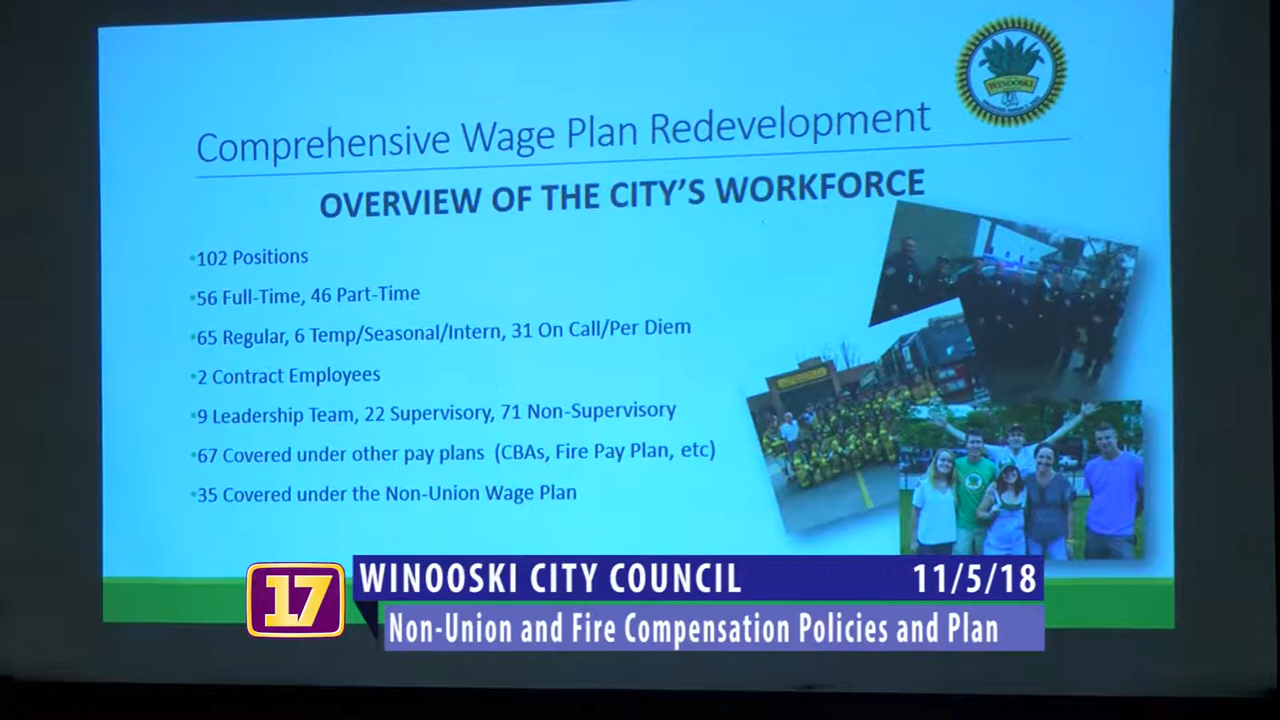 WINOOSKI
Comprehensive Wage Plan Redevelopment
OVERVIEW OF THE CITY'S WORKFORCE
•102 Positions
•56 Full-Time, 46 Part-Time
•65 Regular, 6 Temp/Seasonal/Intern, 31 On Call/Per Diem
•2 Contract Employees
•9 Leadership Team, 22 Supervisory, 71 Non-Supervisory
•67 Covered under other pay plans (CBAs, Fire Pay Plan, etc)
•35 Covered under the Non-Union Wage Plan
17 WINOOSKI CITY COUNCIL 11/5/18
Non-Union and Fire Compensation Policies and Plan